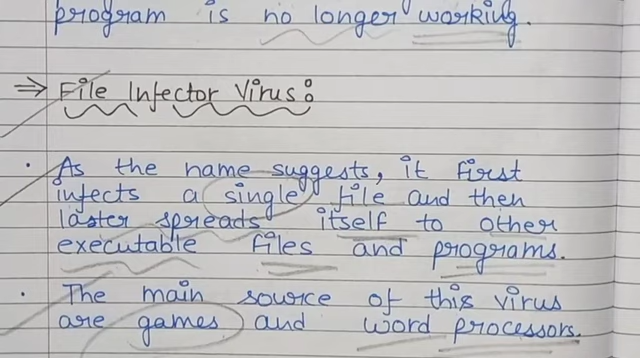 program is no longer working.
⇒ File Infector Virus:
· As the name suggests, it first
infects a single file and then
laster spreads itself to other
executable files and programs.
· The main source of this virus
are games and word processors.